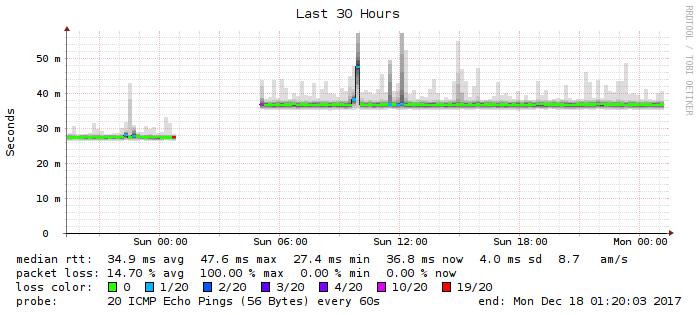 Last 30 Hours
RRDTOOL / TOBI OETIKER
Seconds
50 m
40 m
30 m
20 m
10 m
0
Sun 00:00 Sun 06:00 Sun 12:00 Sun 18:00 Mon 00:00
median rtt: 34.9 ms avg 47.6 ms max 27.4 ms min 36.8 ms now 4.0 ms sd 8.7 am/s
packet loss: 14.70 % avg 100.00 % max 0.00 % min 0.00 % now
loss color: 0 1/20 2/20 3/20 4/20 10/20 19/20
probe: 20 ICMP Echo Pings (56 Bytes) every 60s end: Mon Dec 18 01:20:03 2017